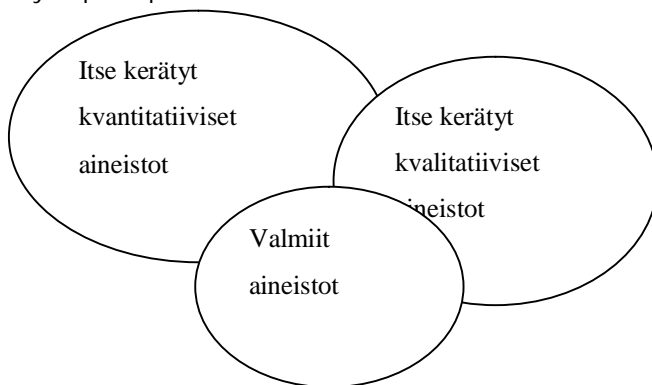 Itse kerätyt
kvantitatiiviset
aineistot
Itse kerätyt
kvalitatiiviset
aineistot
Valmiit
aineistot